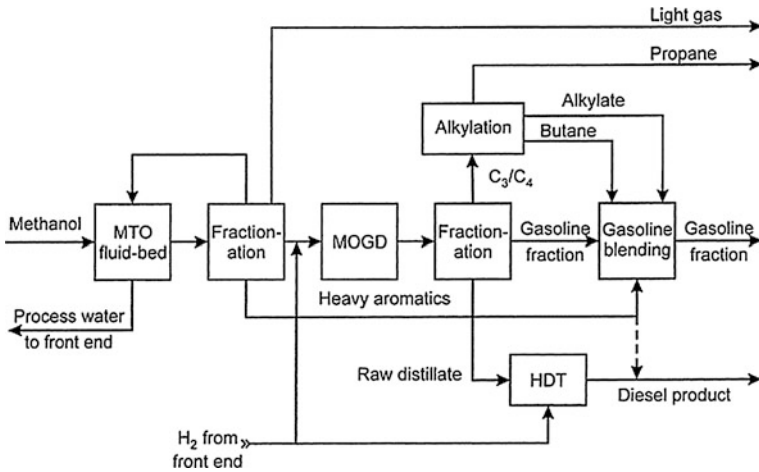 Light gas
Propane
Alkylate
Alkylation
Butane
C₃/C₄
Methanol
MTO
fluid-bed
Fraction-
ation
MOGD
Fraction-
ation
Gasoline
fraction
Gasoline
blending
Gasoline
fraction
Heavy aromatics
Process water
to front end
Raw distillate
HDT
Diesel product
H₂ from
front end